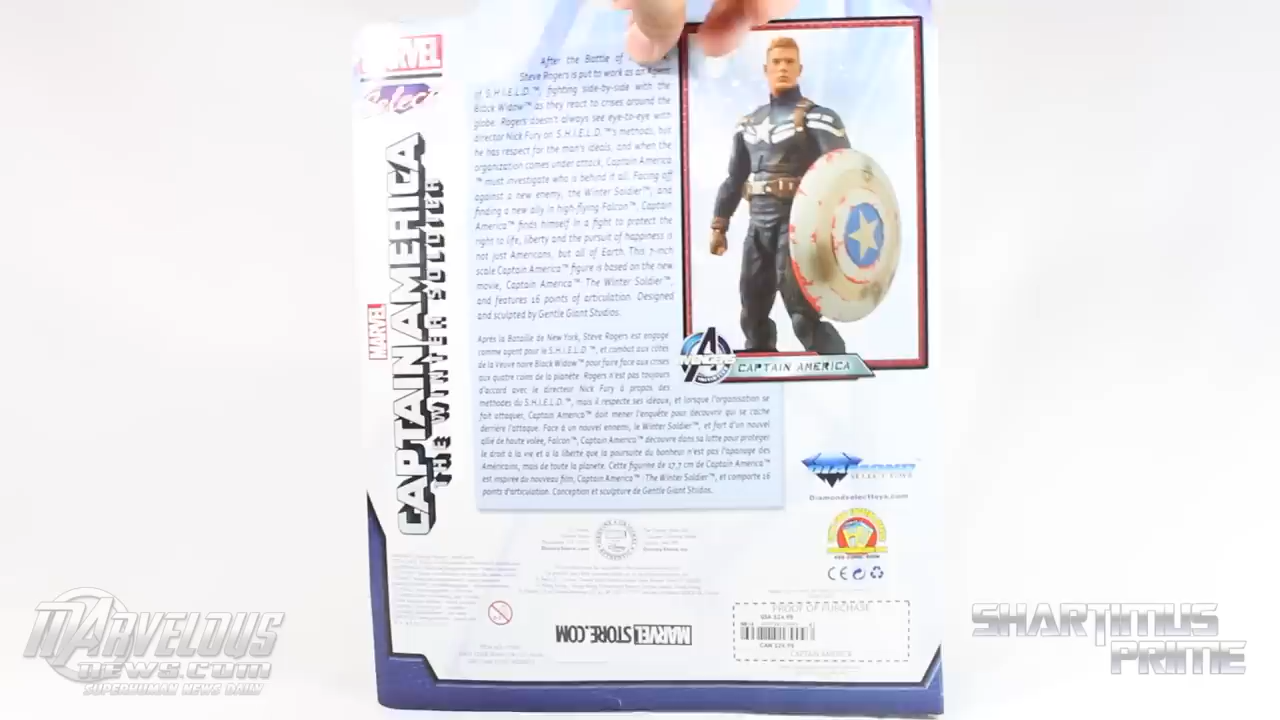 MARVEL
Select
MARVEL
CAPTAIN AMERICA
THE WINTER SOLDIER
After the Battle of
Steve Rogers is put to work as an Agent
of S.H.I.E.L.D.™, fighting side-by-side with the
Black Widow™ as they react to crises around the
globe. Rogers doesn't always see eye-to-eye with
director Nick Fury on S.H.I.E.L.D.™'s methods, but
he has respect for the man's ideals, and when the
organization comes under attack, Captain America
™ must investigate who is behind it all. Facing off
against a new enemy, the Winter Soldier™, and
finding a new ally in high-flying Falcon™, Captain
America™ finds himself in a fight to protect the
right to life, liberty and the pursuit of happiness is
not just Americans, but all of Earth. This 7-inch
scale Captain America™ figure is based on the new
movie, Captain America™ The Winter Soldier™,
and features 16 points of articulation. Designed
and sculpted by Gentle Giant Studios.
Après la Bataille de New York, Steve Rogers est engage
comme agent pour le S.H.I.E.L.D.™, et combat aux côtes
de la Veuve noire Black Widow™ pour faire face aux crises
aux quatre coins de la planète. Rogers n'est pas toujours
d'accord avec le directeur Nick Fury à propos des
methodes du S.H.I.E.L.D.™, mais il respecte ses idéaux, et lorsque l'organisation se
fait attaquer, Captain America™ doit mener l'enquête pour découvrir qui se cache
derrière l'attaque. Face à un nouvel ennemi, le Winter Soldier™, et fort d'un nouvel
allié de haute volée, Falcon™, Captain America™ découvre dans sa lutte pour protéger
le droit à la vie et à la liberte que la poursuite du bonheur n'est pas l'apanage des
Américains, mais de toute la planete. Cette figurine de 17,7 cm de Captain America™
est inspirée du nouveau film, Captain America™ The Winter Soldier™, et comporte 16
points d'articulation. Conception et sculpture de Gentle Giant Studios.
AVENGERS
CAPTAIN AMERICA
DIAMOND
SELECT TOYS
Diamondselecttoys.com
CE
MARVELSTORE.COM
PROOF OF PURCHASE
USA $24.99
CAN $29.99
CAPTAIN AMERICA
MARVELOUS
NEWS.COM
SUPERHUMAN NEWS DAILY
SHARTIMUS
PRIME